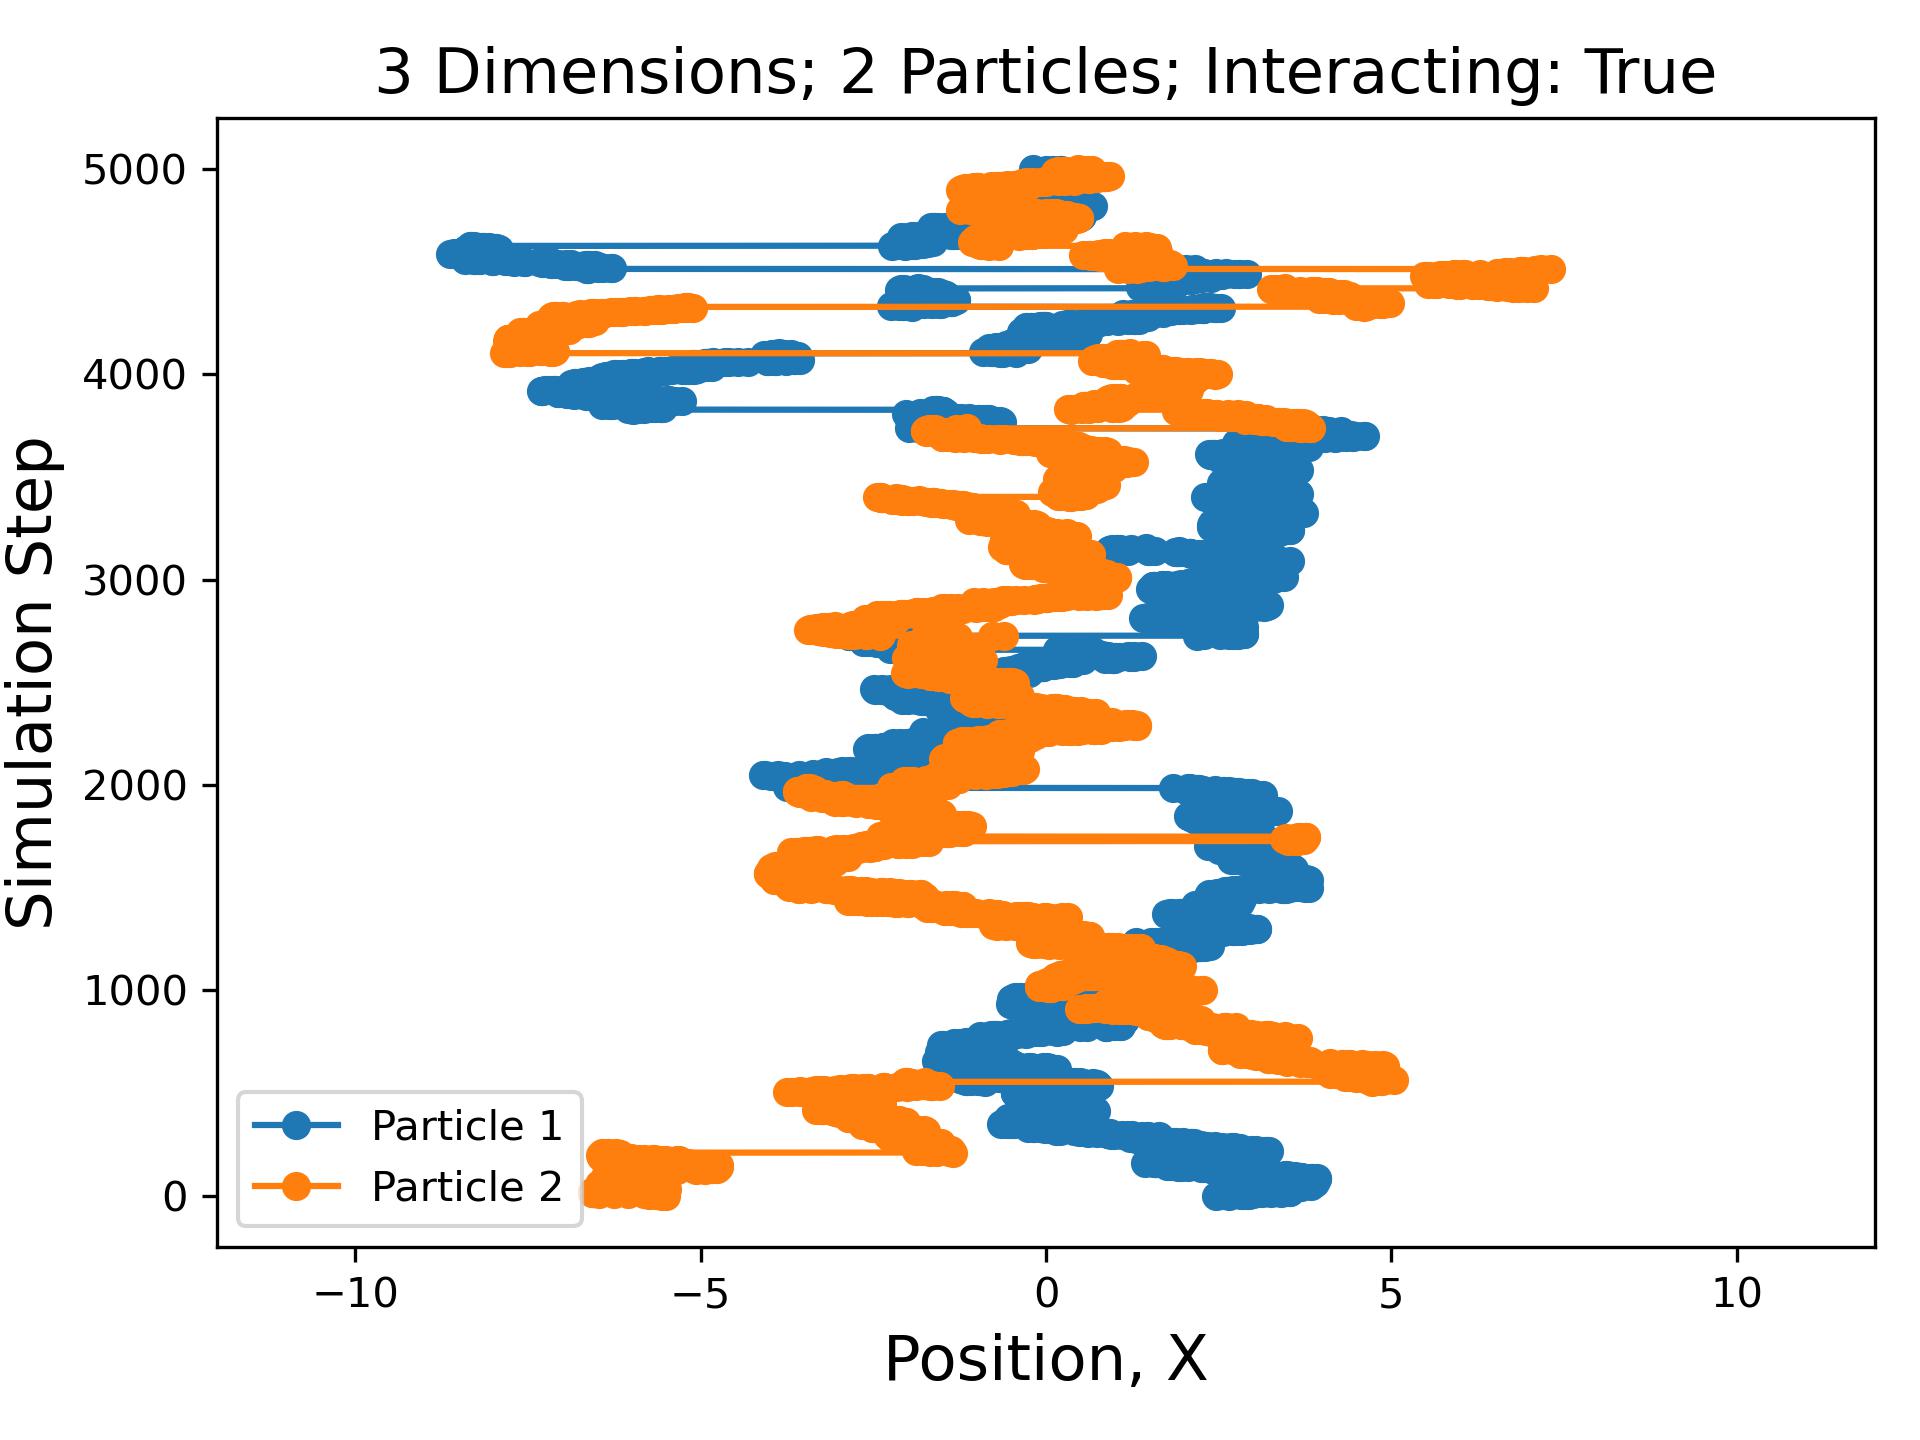 3 Dimensions; 2 Particles; Interacting: True
5000
4000
3000
2000
1000
0
Simulation Step
Particle 1
Particle 2
−10
−5
0
5
10
Position, X